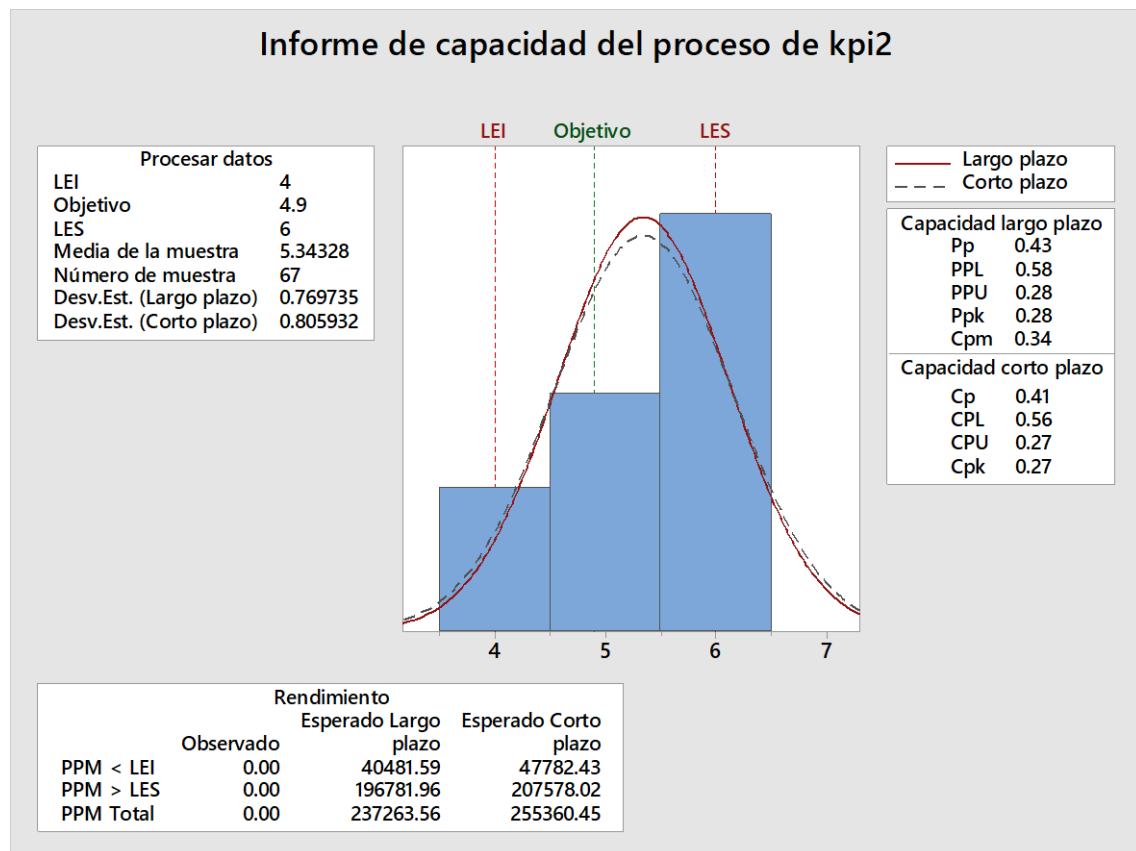 Informe de capacidad del proceso de kpi2
LEI Objetivo LES
Procesar datos
LEI 4
Objetivo 4.9
LES 6
Media de la muestra 5.34328
Número de muestra 67
Desv.Est. (Largo plazo) 0.769735
Desv.Est. (Corto plazo) 0.805932
Largo plazo
Corto plazo
Capacidad largo plazo
Pp 0.43
PPL 0.58
PPU 0.28
Ppk 0.28
Cpm 0.34
Capacidad corto plazo
Cp 0.41
CPL 0.56
CPU 0.27
Cpk 0.27
4 5 6 7
Rendimiento
Esperado Largo Esperado Corto
Observado plazo plazo
PPM < LEI 0.00 40481.59 47782.43
PPM > LES 0.00 196781.96 207578.02
PPM Total 0.00 237263.56 255360.45